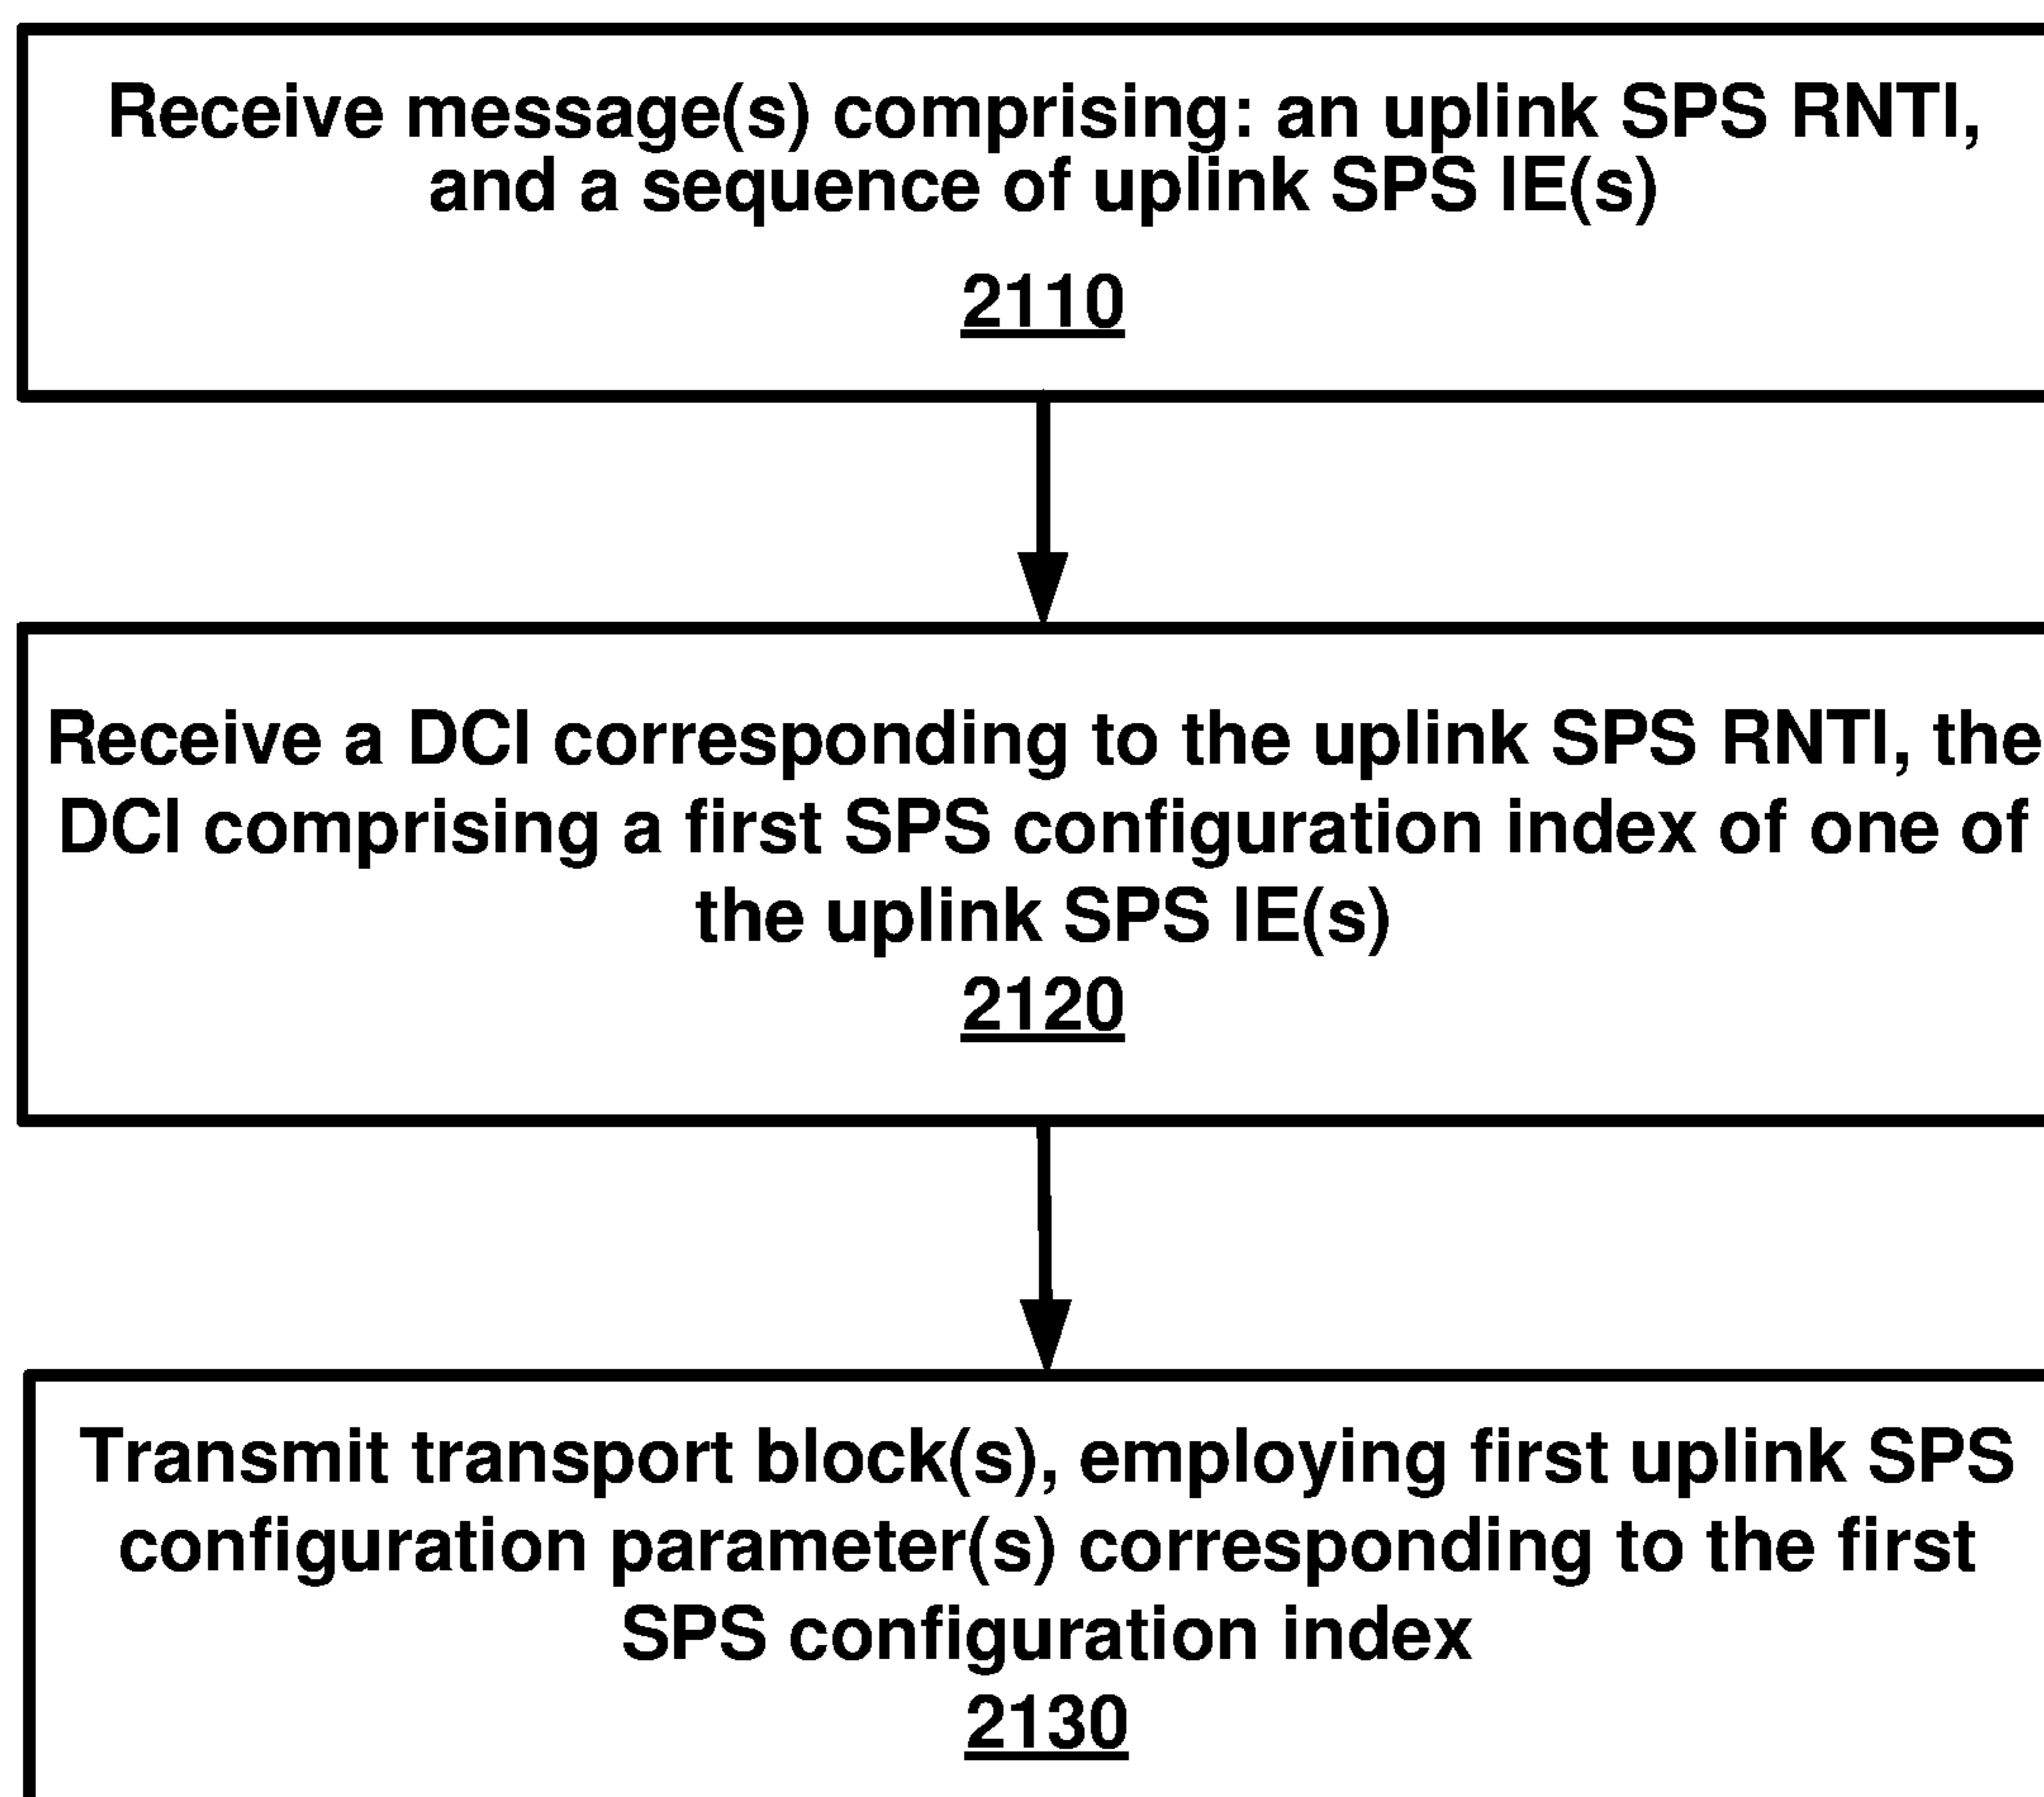 Receive message(s) comprising: an uplink SPS RNTI,
and a sequence of uplink SPS IE(s)
2110
Receive a DCI corresponding to the uplink SPS RNTI, the
DCI comprising a first SPS configuration index of one of
the uplink SPS IE(s)
2120
Transmit transport block(s), employing first uplink SPS
configuration parameter(s) corresponding to the first
SPS configuration index
2130